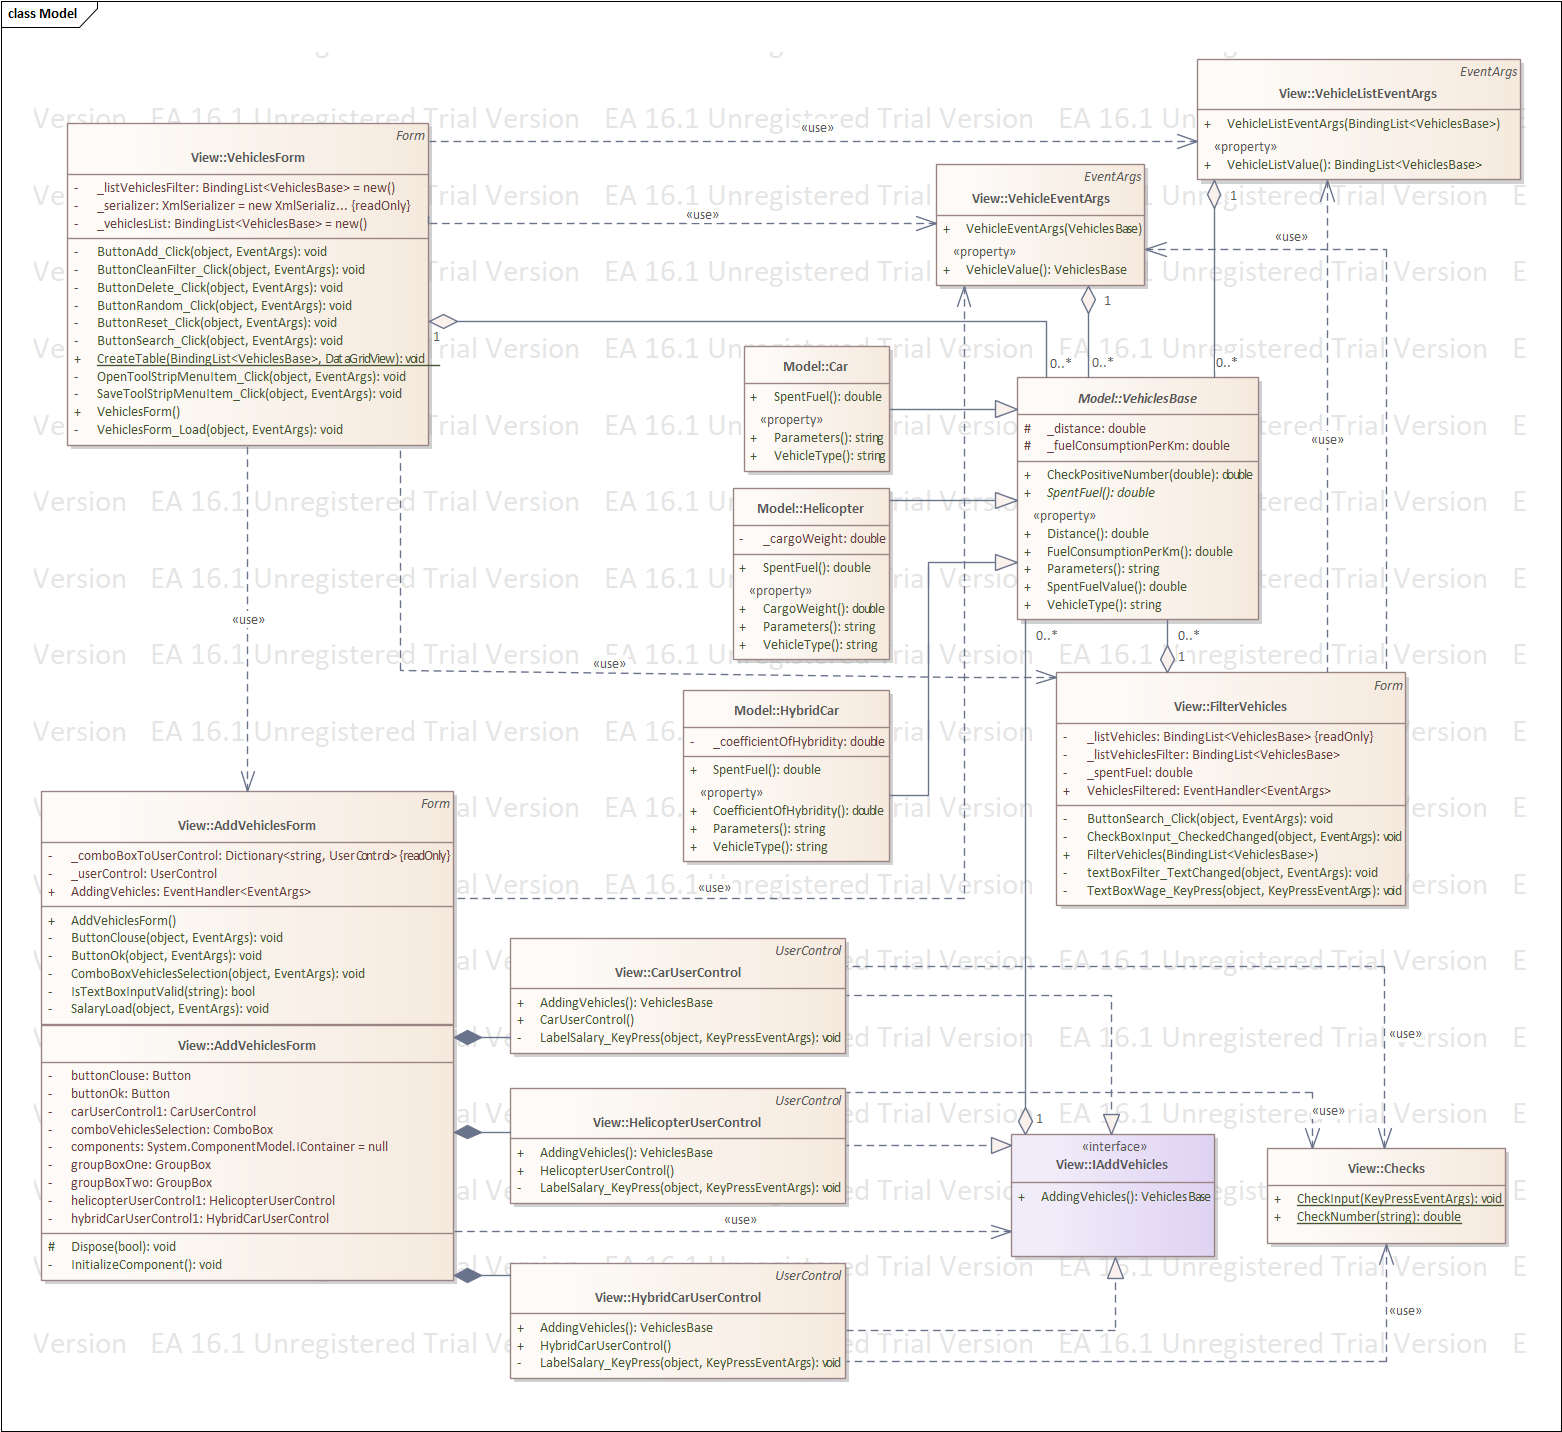 class Model
EventArgs
View::VehicleListEventArgs
+ VehicleListEventArgs(BindingList<VehiclesBase>)
«property»
+ VehicleListValue(): BindingList<VehiclesBase>
Form
View::VehiclesForm
- _listVehiclesFilter: BindingList<VehiclesBase> = new()
- _serializer: XmlSerializer = new XmlSerializ... {readOnly}
- _vehiclesList: BindingList<VehiclesBase> = new()
- ButtonAdd_Click(object, EventArgs): void
- ButtonCleanFilter_Click(object, EventArgs): void
- ButtonDelete_Click(object, EventArgs): void
- ButtonRandom_Click(object, EventArgs): void
- ButtonReset_Click(object, EventArgs): void
- ButtonSearch_Click(object, EventArgs): void
+ CreateTable(BindingList<VehiclesBase>, DataGridView): void
- OpenToolStripMenuItem_Click(object, EventArgs): void
- SaveToolStripMenuItem_Click(object, EventArgs): void
+ VehiclesForm()
- VehiclesForm_Load(object, EventArgs): void
«use»
«use»
EventArgs
View::VehicleEventArgs
+ VehicleEventArgs(VehiclesBase)
«property»
+ VehicleValue(): VehiclesBase
1
«use»
1
1
0..*
0..*
0..*
Model::Car
+ SpentFuel(): double
«property»
+ Parameters(): string
+ VehicleType(): string
Model::VehiclesBase
# _distance: double
# _fuelConsumptionPerKm: double
+ CheckPositiveNumber(double): double
+ SpentFuel(): double
«property»
+ Distance(): double
+ FuelConsumptionPerKm(): double
+ Parameters(): string
+ SpentFuelValue(): double
+ VehicleType(): string
«use»
Model::Helicopter
- _cargoWeight: double
+ SpentFuel(): double
«property»
+ CargoWeight(): double
+ Parameters(): string
+ VehicleType(): string
«use»
0..*
0..*
1
«use»
Model::HybridCar
- _coefficientOfHybridity: double
+ SpentFuel(): double
«property»
+ CoefficientOfHybridity(): double
+ Parameters(): string
+ VehicleType(): string
Form
View::FilterVehicles
- _listVehicles: BindingList<VehiclesBase> {readOnly}
- _listVehiclesFilter: BindingList<VehiclesBase>
- _spentFuel: double
+ VehiclesFiltered: EventHandler<EventArgs>
- ButtonSearch_Click(object, EventArgs): void
- CheckBoxInput_CheckedChanged(object, EventArgs): void
+ FilterVehicles(BindingList<VehiclesBase>)
- textBoxFilter_TextChanged(object, EventArgs): void
- TextBoxWage_KeyPress(object, KeyPressEventArgs): void
Form
View::AddVehiclesForm
- _comboBoxToUserControl: Dictionary<string, UserControl> {readOnly}
- _userControl: UserControl
+ AddingVehicles: EventHandler<EventArgs>
+ AddVehiclesForm()
- ButtonClouse(object, EventArgs): void
- ButtonOk(object, EventArgs): void
- ComboBoxVehiclesSelection(object, EventArgs): void
- IsTextBoxInputValid(string): bool
- SalaryLoad(object, EventArgs): void
«use»
View::AddVehiclesForm
- buttonClouse: Button
- buttonOk: Button
- carUserControl1: CarUserControl
- comboVehiclesSelection: ComboBox
- components: System.ComponentModel.IContainer = null
- groupBoxOne: GroupBox
- groupBoxTwo: GroupBox
- helicopterUserControl1: HelicopterUserControl
- hybridCarUserControl1: HybridCarUserControl
# Dispose(bool): void
- InitializeComponent(): void
UserControl
View::CarUserControl
+ AddingVehicles(): VehiclesBase
+ CarUserControl()
- LabelSalary_KeyPress(object, KeyPressEventArgs): void
«use»
UserControl
View::HelicopterUserControl
+ AddingVehicles(): VehiclesBase
+ HelicopterUserControl()
- LabelSalary_KeyPress(object, KeyPressEventArgs): void
«use»
1
«interface»
View::IAddVehicles
+ AddingVehicles(): VehiclesBase
View::Checks
+ CheckInput(KeyPressEventArgs): void
+ CheckNumber(string): double
«use»
UserControl
View::HybridCarUserControl
+ AddingVehicles(): VehiclesBase
+ HybridCarUserControl()
- LabelSalary_KeyPress(object, KeyPressEventArgs): void
«use»
EA 16.1 Unregistered Trial Version